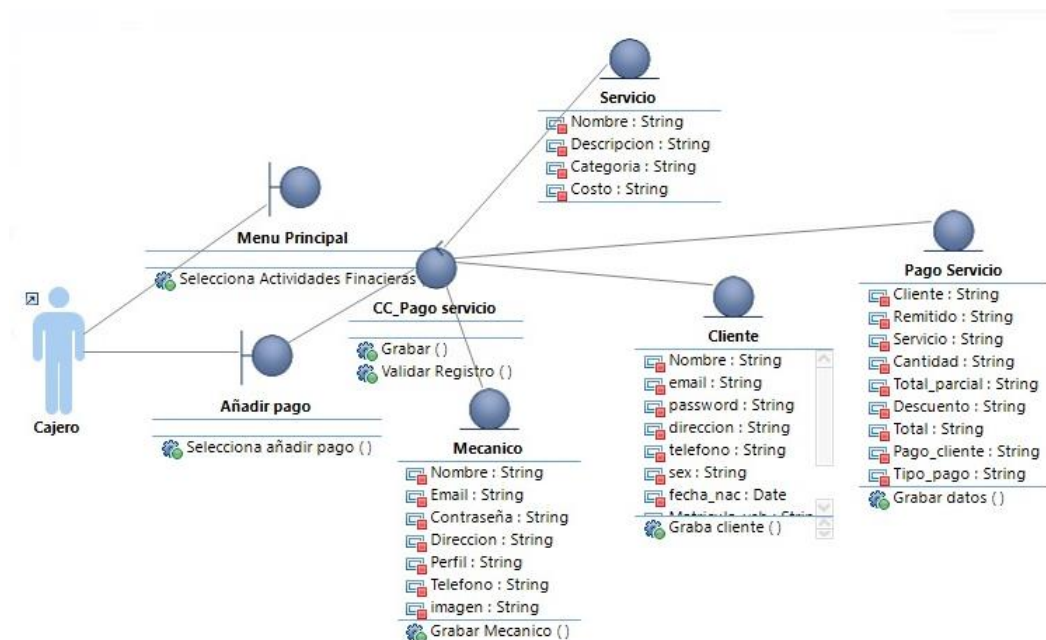 Servicio
Nombre : String
Descripcion : String
Categoria : String
Costo : String
Menu Principal
Selecciona Actividades Finacieras
Cajero
Añadir pago
Selecciona añadir pago ( )
CC_Pago servicio
Grabar ( )
Validar Registro ( )
Mecanico
Nombre : String
Email : String
Contraseña : String
Direccion : String
Perfil : String
Telefono : String
imagen : String
Grabar Mecanico ( )
Cliente
Nombre : String
email : String
password : String
direccion : String
telefono : String
sex : String
fecha_nac : Date
Graba cliente ( )
Pago Servicio
Cliente : String
Remitido : String
Servicio : String
Cantidad : String
Total_parcial : String
Descuento : String
Total : String
Pago_cliente : String
Tipo_pago : String
Grabar datos ( )